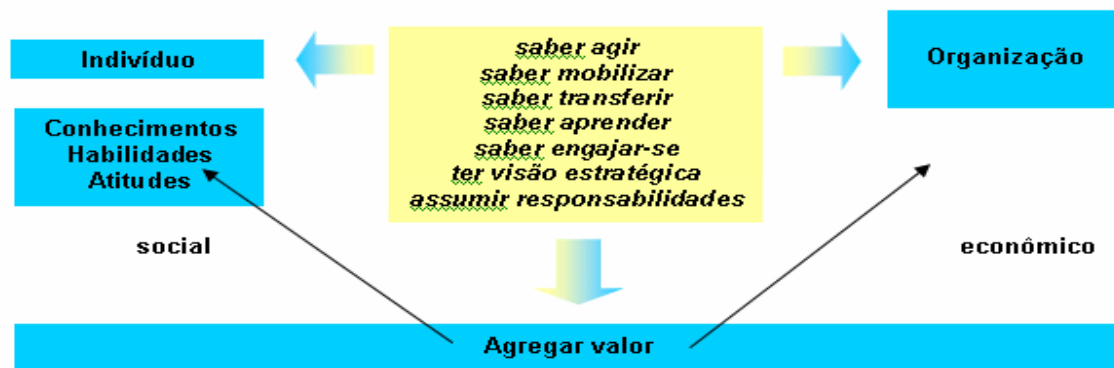 Indivíduo
Conhecimentos
Habilidades
Atitudes
social
saber agir
saber mobilizar
saber transferir
saber aprender
saber engajar-se
ter visão estratégica
assumir responsabilidades
Organização
econômico
Agregar valor